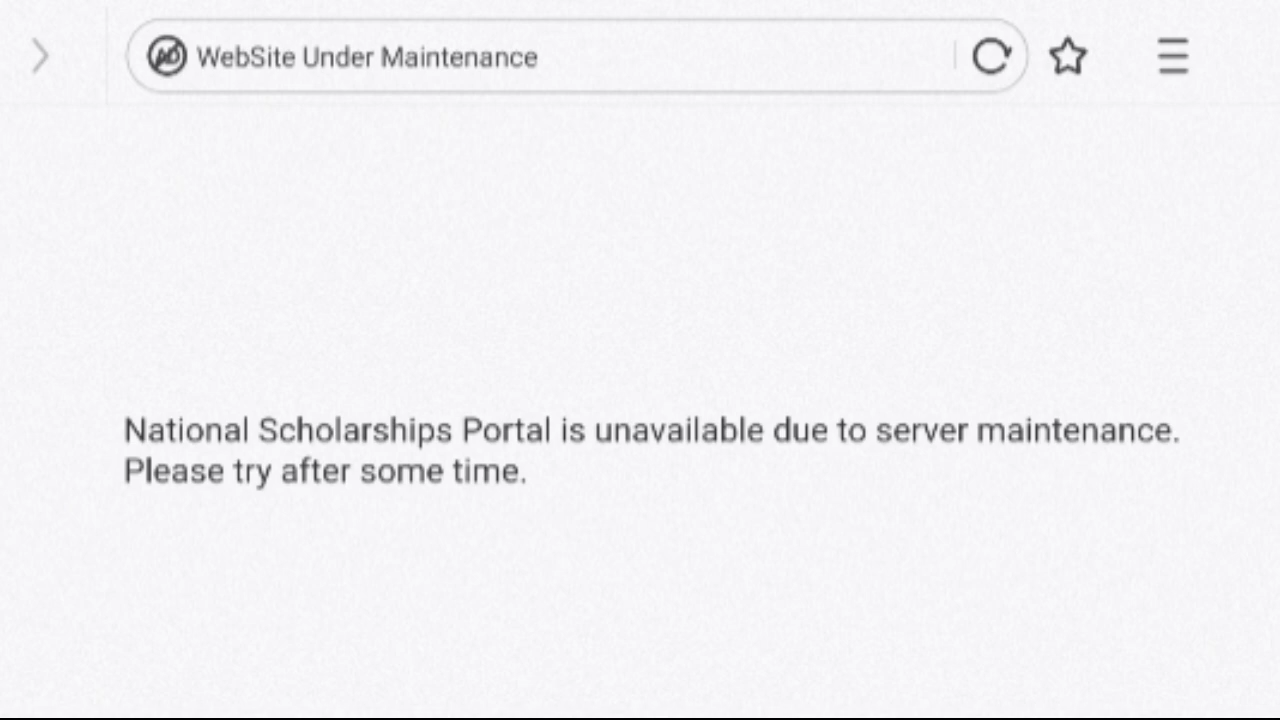 WebSite Under Maintenance
National Scholarships Portal is unavailable due to server maintenance.
Please try after some time.